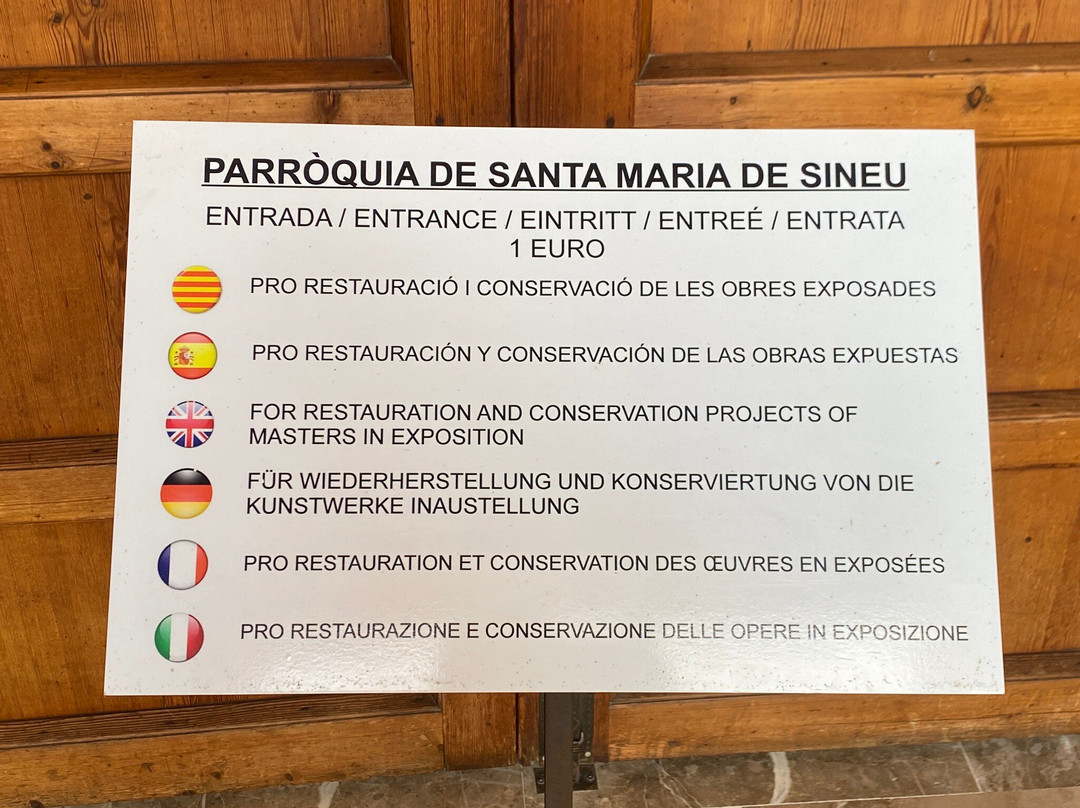 PARRÒQUIA DE SANTA MARIA DE SINEU
ENTRADA / ENTRANCE / EINTRITT / ENTREÉ / ENTRATA
1 EURO
PRO RESTAURACIÓ I CONSERVACIÓ DE LES OBRES EXPOSADES
PRO RESTAURACIÓN Y CONSERVACIÓN DE LAS OBRAS EXPUESTAS
FOR RESTAURATION AND CONSERVATION PROJECTS OF
MASTERS IN EXPOSITION
FÜR WIEDERHERSTELLUNG UND KONSERVIERTUNG VON DIE
KUNSTWERKE INAUSTELLUNG
PRO RESTAURATION ET CONSERVATION DES ŒUVRES EN EXPOSÉES
PRO RESTAURAZIONE E CONSERVAZIONE DELLE OPERE IN EXPOSIZIONE